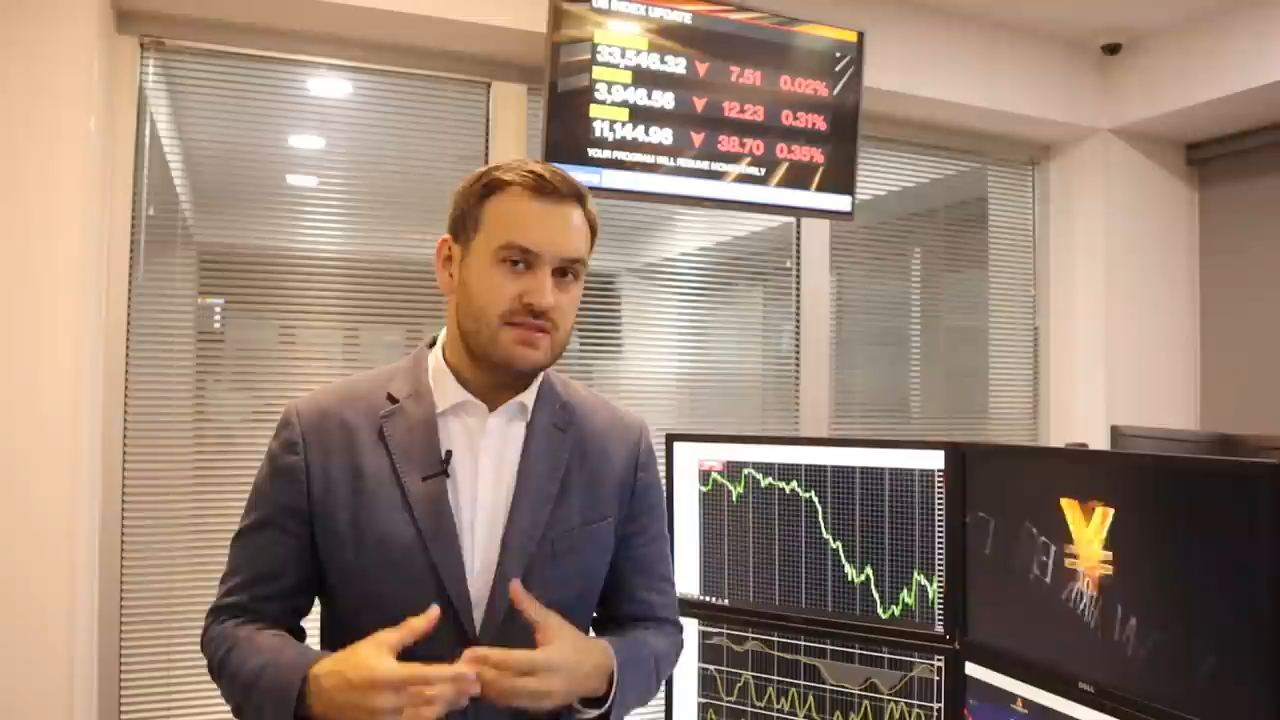 US INDEX UPDATE
33,546.32 7.51 0.02%
3,946.56 12.23 0.31%
11,144.96 38.70 0.35%
YOUR PROGRAM WILL RESUME MOMENTARILY
¥
DELL